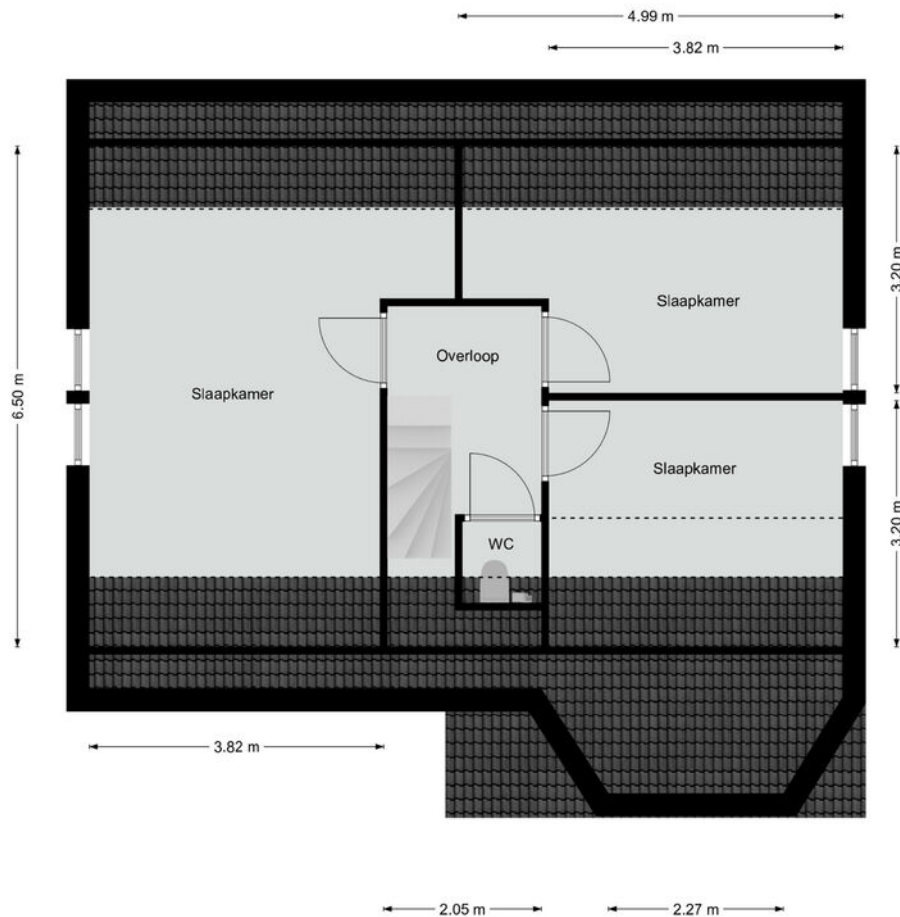 4.99 m
3.82 m
6.50 m
3.20 m
Slaapkamer
Overloop
Slaapkamer
Slaapkamer
3.20 m
WC
3.82 m
2.05 m
2.27 m